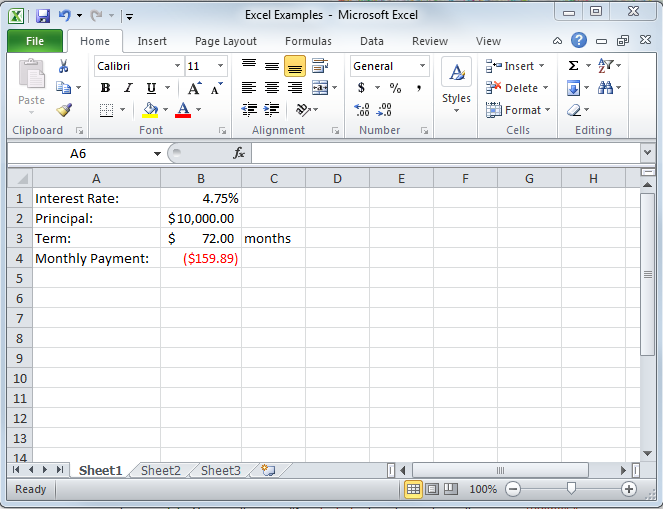 Excel Examples - Microsoft Excel
File Home Insert Page Layout Formulas Data Review View
Paste Calibri 11 General Styles Insert
B I U A A $ % , Delete
A .00 .0 .00 Format Σ
Clipboard Font Alignment Number Cells Editing
A6 fx
A B C D E F G H
1 Interest Rate: 4.75%
2 Principal: $10,000.00
3 Term: $ 72.00 months
4 Monthly Payment: ($159.89)
5
6
7
8
9
10
11
12
13
14
Sheet1 Sheet2 Sheet3
Ready 100%